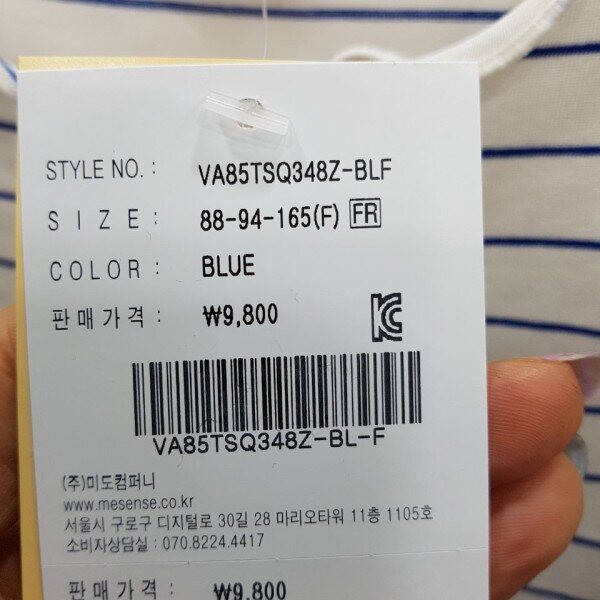 STYLE NO. : VA85TSQ348Z-BLF
SIZE : 88-94-165(F) FR
COLOR : BLUE
판매가격 : ₩9,800
KC
VA85TSQ348Z-BL-F
(주)미도컴퍼니
www.mesense.co.kr
서울시 구로구 디지털로 30길 28 마리오타워 11층 1105호
소비자상담실 : 070.8224.4417
판매가격 : ₩9,800